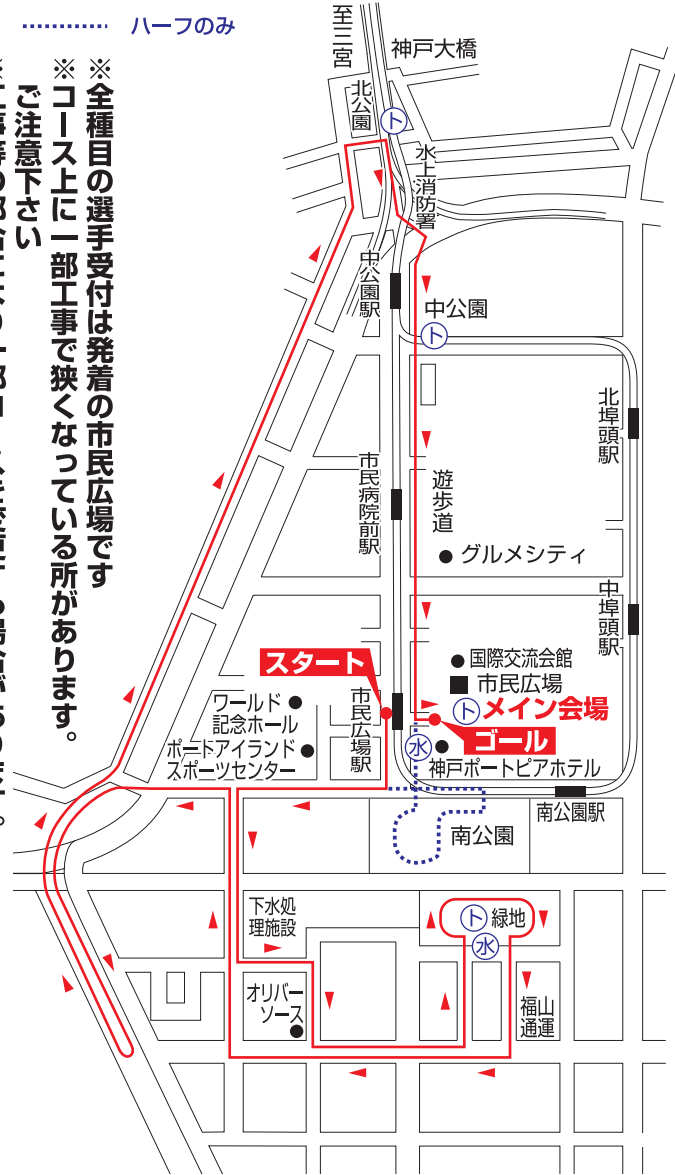 ハーフのみ
※全種目の選手受付は発着の市民広場です
※コース上に一部工事で狭くなっている所があります。
ご注意下さい
至三宮
神戸大橋
北公園
ト
水上消防署
中公園駅
中公園
ト
北埠頭駅
市民病院前駅
遊歩道
グルメシティ
中埠頭駅
スタート
国際交流会館
市民広場
ト メイン会場
ゴール
ワールド
記念ホール
市民広場駅
ポートアイランド
スポーツセンター
水
神戸ポートピアホテル
南公園駅
南公園
下水処
理施設
ト 緑地
水
オリバー
ソース
福山
通運